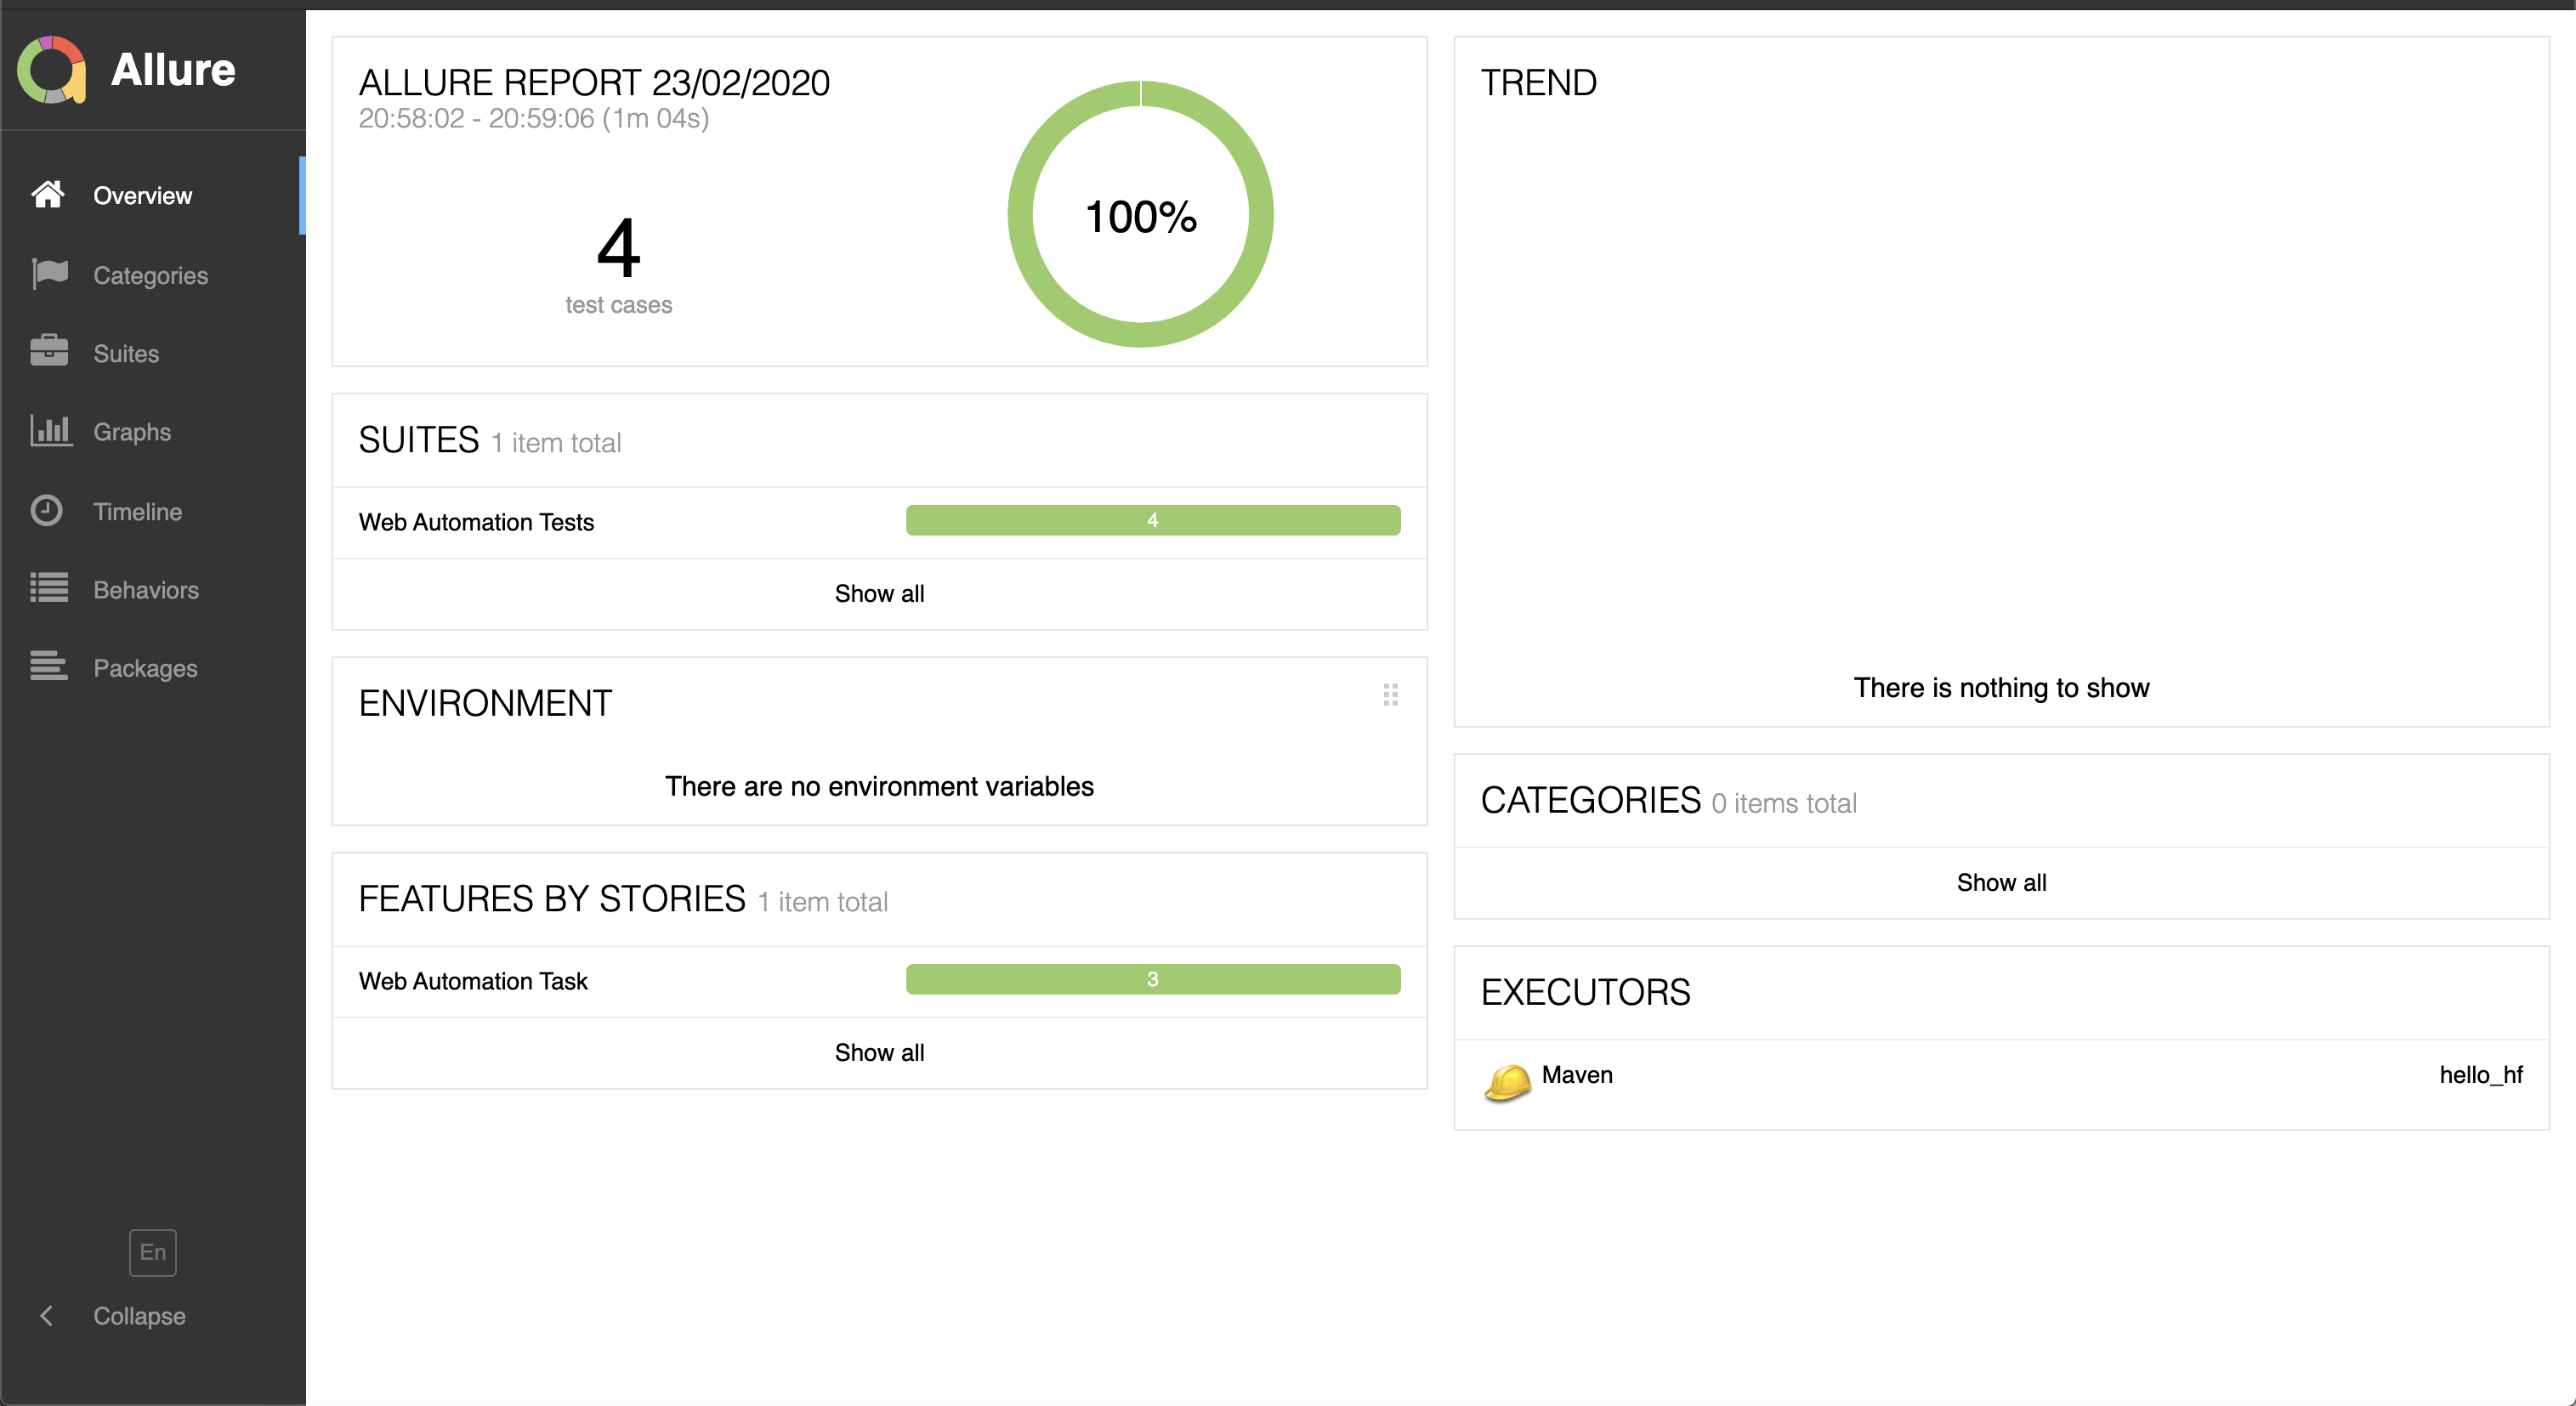 Allure
Overview
Categories
Suites
Graphs
Timeline
Behaviors
Packages
En
Collapse
ALLURE REPORT 23/02/2020
20:58:02 - 20:59:06 (1m 04s)
4
test cases
100%
SUITES 1 item total
Web Automation Tests 4
Show all
ENVIRONMENT
There are no environment variables
FEATURES BY STORIES 1 item total
Web Automation Task 3
Show all
TREND
There is nothing to show
CATEGORIES 0 items total
Show all
EXECUTORS
Maven hello_hf